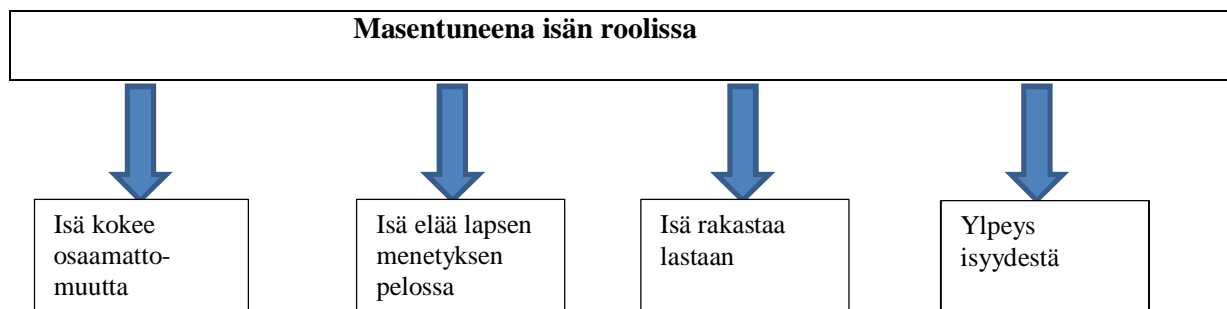 Masentuneena isän roolissa
Isä kokee
osaamatto-
muutta
Isä elää lapsen
menetyksen
pelossa
Isä rakastaa
lastaan
Ylpeys
isyydestä